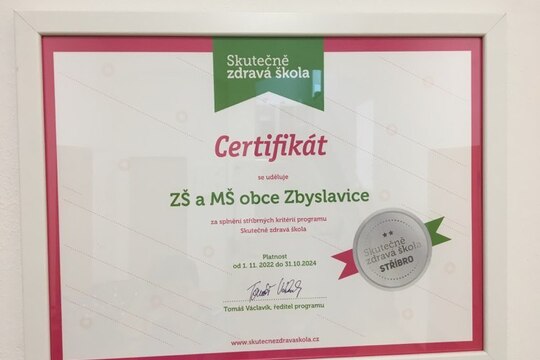 Skutečně
zdravá škola
Certifikát
se uděluje
ZŠ a MŠ obce Zbyslavice
za splnění stříbrných kritérií programu
Skutečně zdravá škola
Platnost
od 1. 11. 2022 do 31.10.2024
Skutečně
zdravá škola
STŘÍBRO
Tomáš Václavík, ředitel programu
www.skutecnezdravaskola.cz